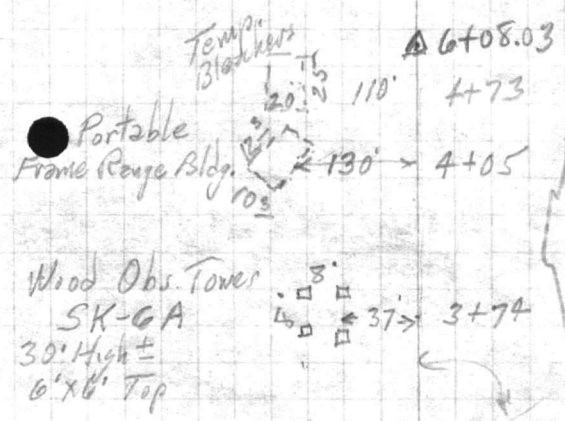 Temp. Bleachers
△ 6+08.03
20' 25' 110' 4+73
Portable
Frame Range Bldg.
130' 4+05
10.3
Wood Obs. Tower
SK-6A
30' High ±
6'x6' Top
8'
37' 3+74